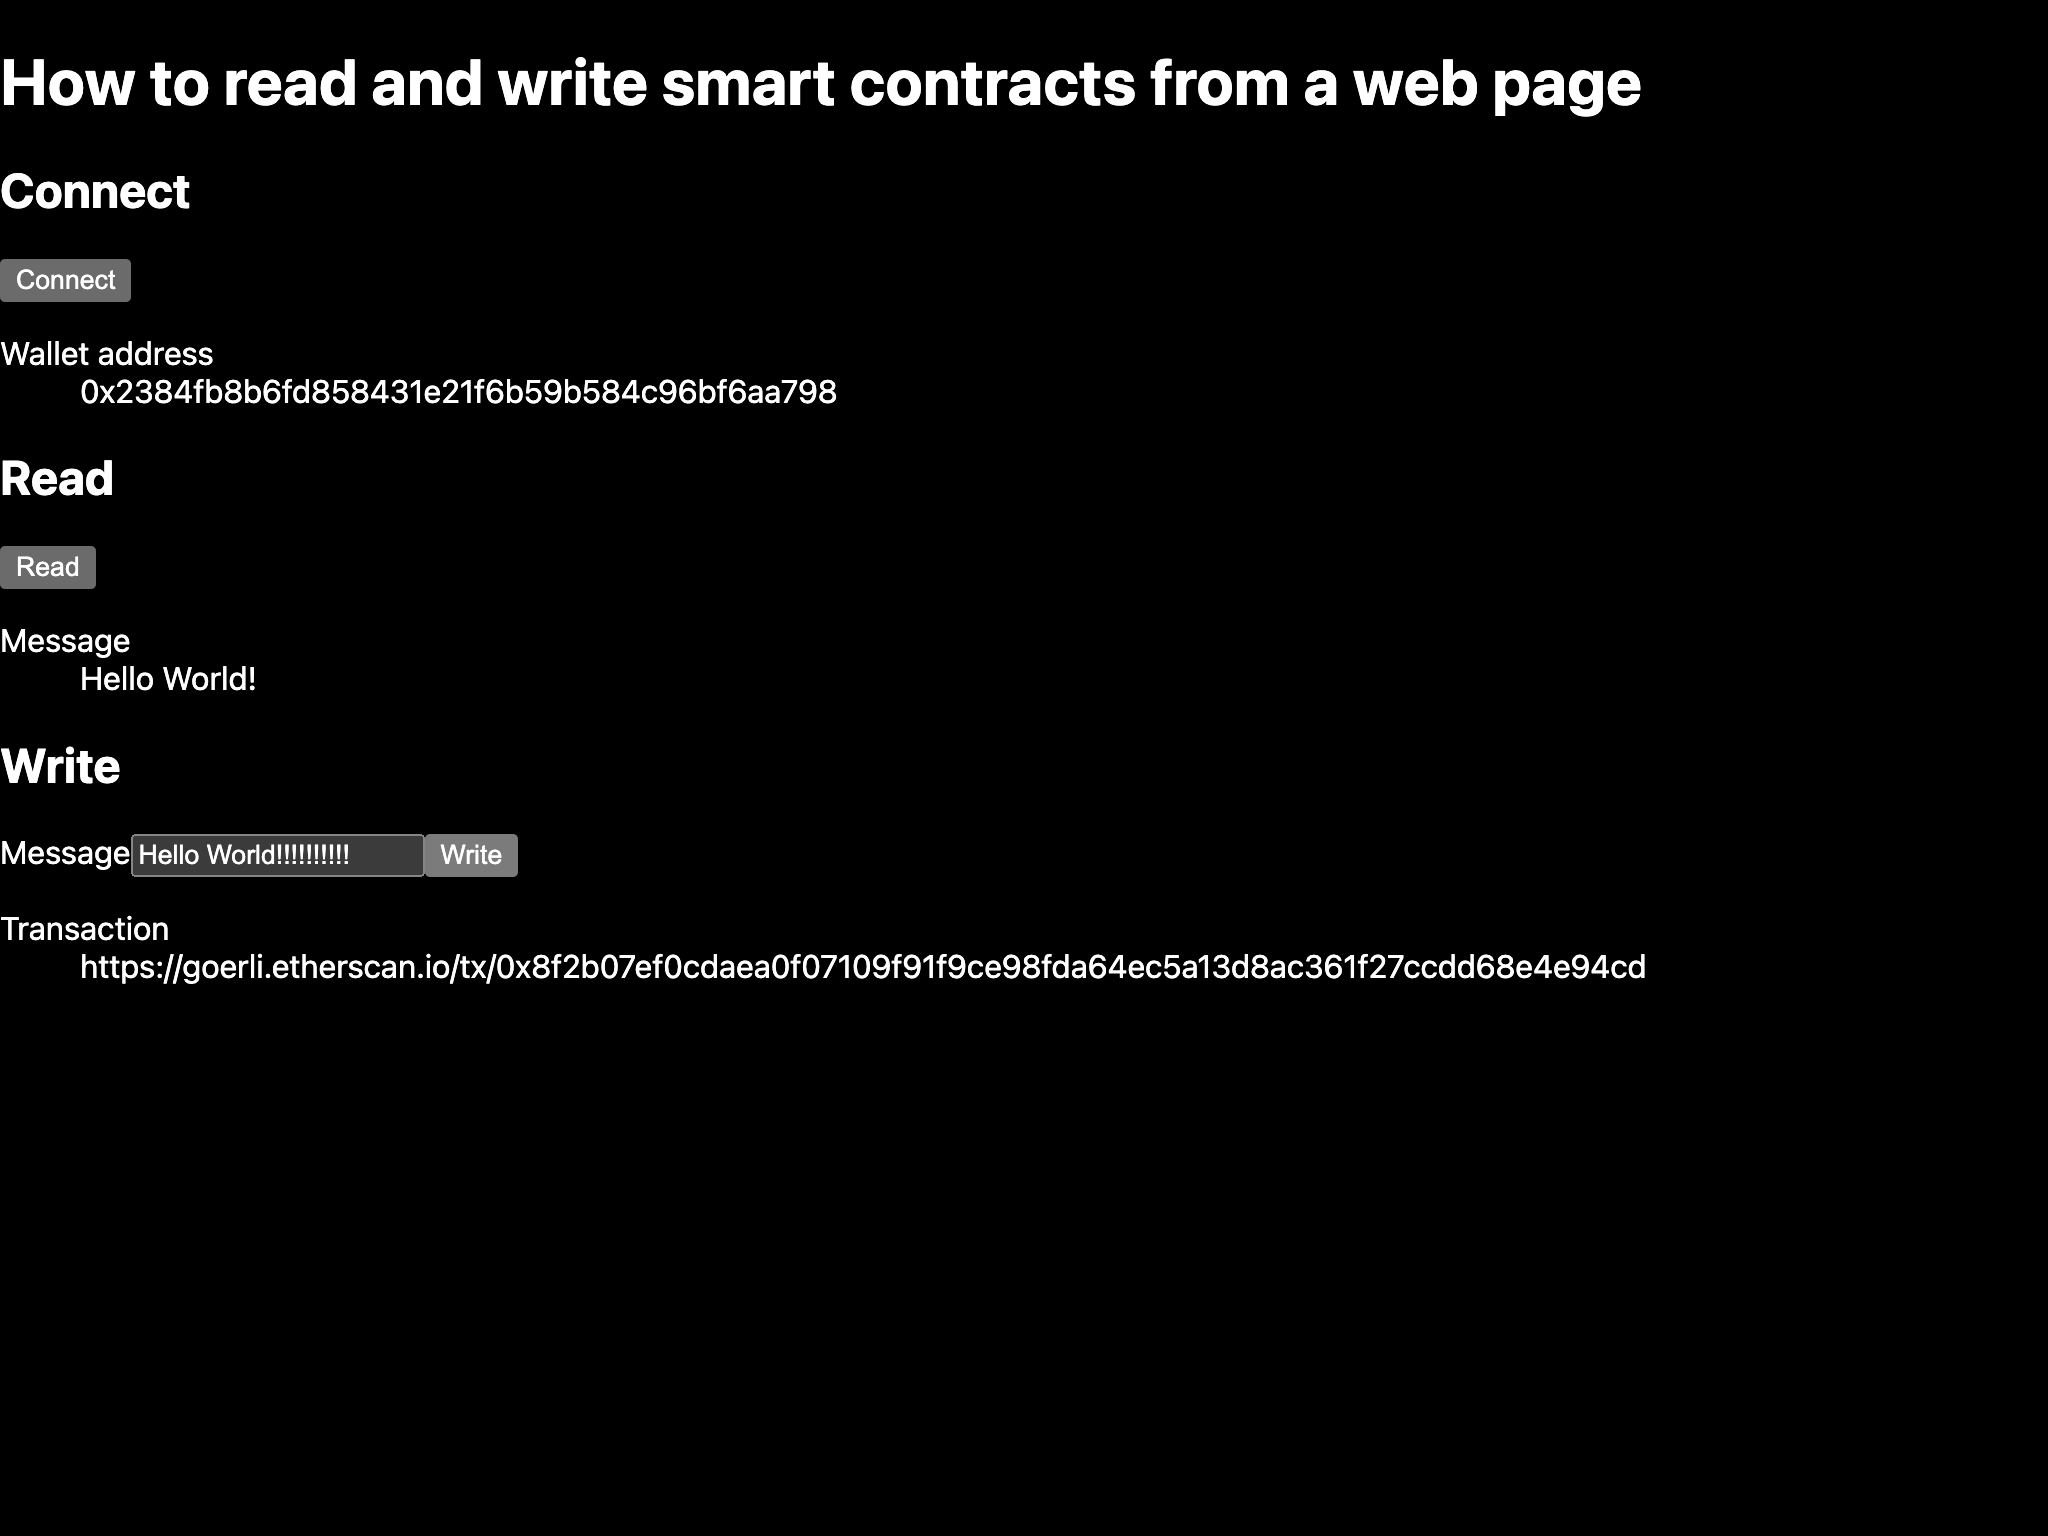 How to read and write smart contracts from a web page
Connect
Connect
Wallet address
0x2384fb8b6fd858431e21f6b59b584c96bf6aa798
Read
Read
Message
Hello World!
Write
Message Hello World!!!!!!!!!! Write
Transaction
https://goerli.etherscan.io/tx/0x8f2b07ef0cdaea0f07109f91f9ce98fda64ec5a13d8ac361f27ccdd68e4e94cd